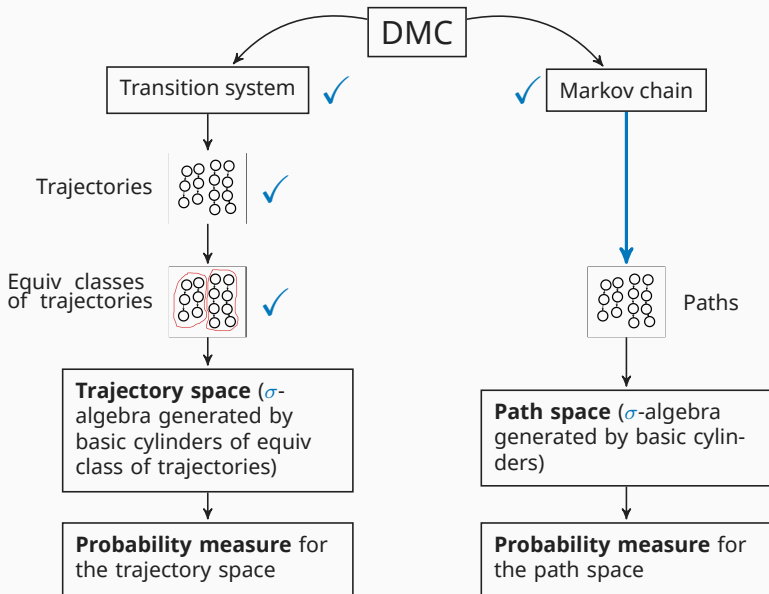 DMC
Transition system
Markov chain
Trajectories
Equiv classes
of trajectories
Paths
Trajectory space (σ-
algebra generated by
basic cylinders of equiv
class of trajectories)
Path space (σ-algebra
generated by basic cylin-
ders)
Probability measure for
the trajectory space
Probability measure for
the path space